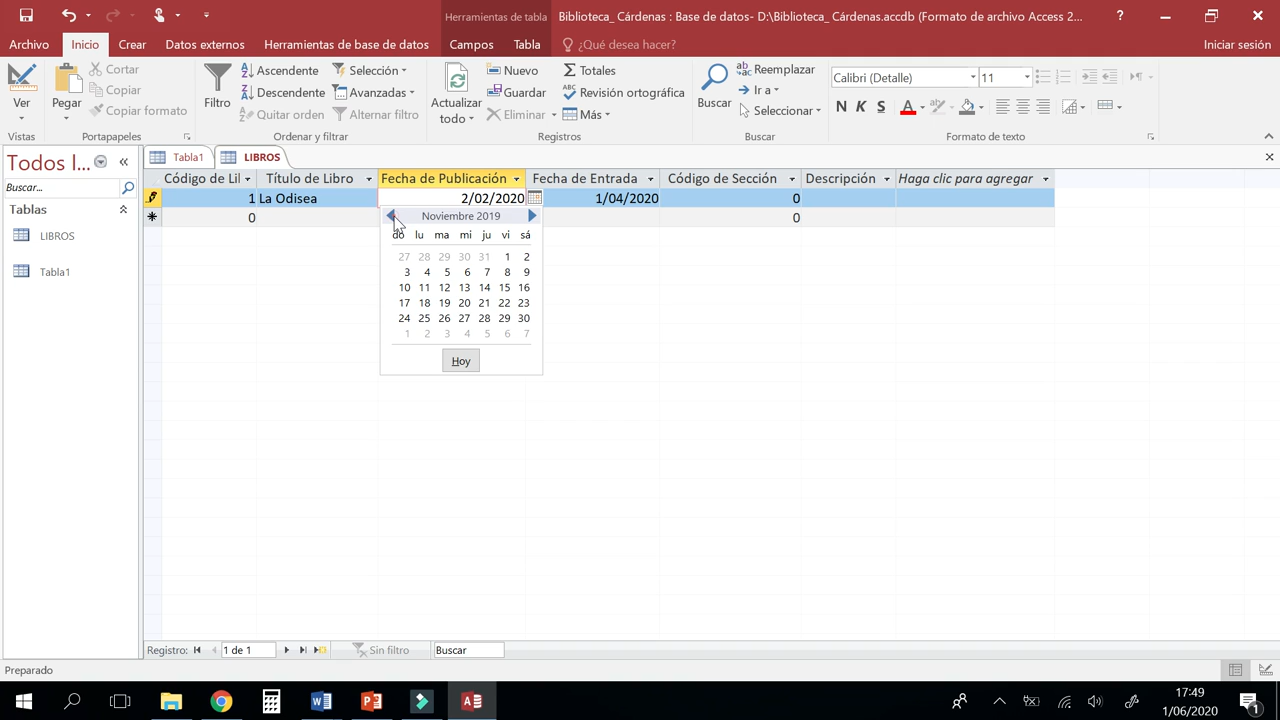 Herramientas de tabla
Biblioteca_ Cárdenas : Base de datos- D:\Biblioteca_ Cárdenas.accdb (Formato de archivo Access 2...
?
Archivo
Inicio
Crear
Datos externos
Herramientas de base de datos
Campos
Tabla
¿Qué desea hacer?
Iniciar sesión
Ver
Vistas
Pegar
Cortar
Copiar
Copiar formato
Portapapeles
Filtro
Ascendente
Descendente
Quitar orden
Selección
Avanzadas
Alternar filtro
Ordenar y filtrar
Actualizar
todo
Nuevo
Guardar
Eliminar
Totales
Revisión ortográfica
Más
Registros
Buscar
Reemplazar
Ir a
Seleccionar
Buscar
Calibri (Detalle)
11
N K S
Formato de texto
Todos l...
Buscar...
Tablas
LIBROS
Tabla1
Tabla1
LIBROS
Código de Lil
Título de Libro
Fecha de Publicación
Fecha de Entrada
Código de Sección
Descripción
Haga clic para agregar
1 La Odisea 2/02/2020 1/04/2020 0
0 0
Noviembre 2019
do lu ma mi ju vi sá
27 28 29 30 31 1 2
3 4 5 6 7 8 9
10 11 12 13 14 15 16
17 18 19 20 21 22 23
24 25 26 27 28 29 30
1 2 3 4 5 6 7
Hoy
Registro:
1 de 1
Sin filtro
Buscar
Preparado
17:49
1/06/2020
1